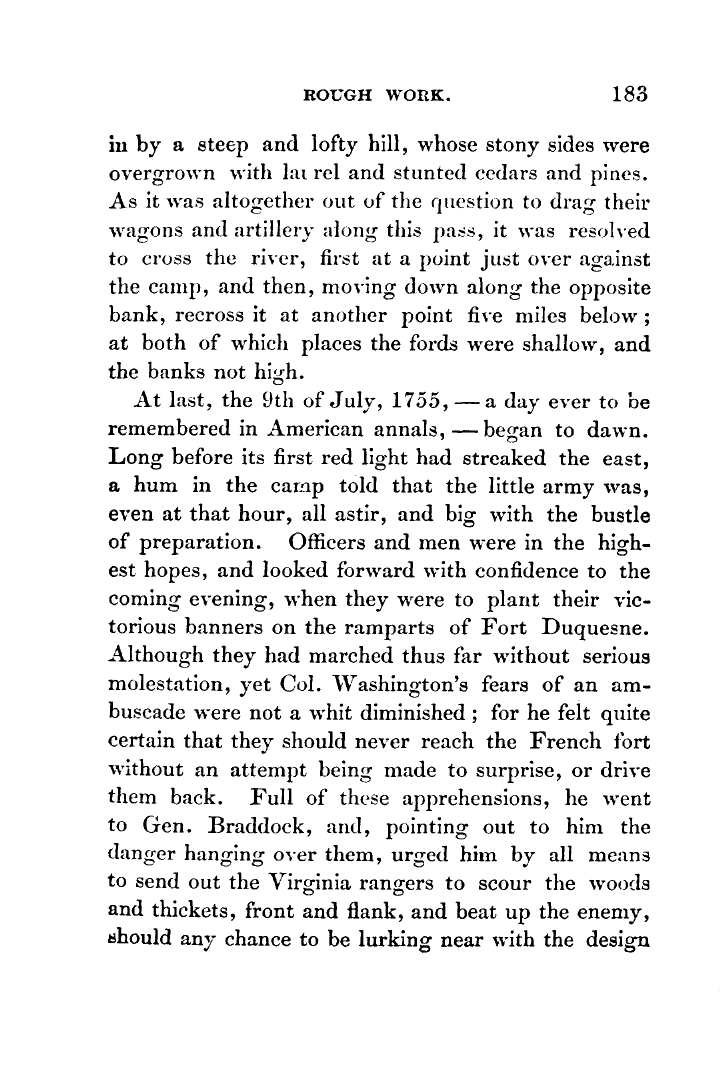 ROUGH WORK. 183
in by a steep and lofty hill, whose stony sides were
overgrown with laurel and stunted cedars and pines.
As it was altogether out of the question to drag their
wagons and artillery along this pass, it was resolved
to cross the river, first at a point just over against
the camp, and then, moving down along the opposite
bank, recross it at another point five miles below;
at both of which places the fords were shallow, and
the banks not high.
At last, the 9th of July, 1755, — a day ever to be
remembered in American annals, — began to dawn.
Long before its first red light had streaked the east,
a hum in the camp told that the little army was,
even at that hour, all astir, and big with the bustle
of preparation. Officers and men were in the high-
est hopes, and looked forward with confidence to the
coming evening, when they were to plant their vic-
torious banners on the ramparts of Fort Duquesne.
Although they had marched thus far without serious
molestation, yet Col. Washington's fears of an am-
buscade were not a whit diminished; for he felt quite
certain that they should never reach the French fort
without an attempt being made to surprise, or drive
them back. Full of these apprehensions, he went
to Gen. Braddock, and, pointing out to him the
danger hanging over them, urged him by all means
to send out the Virginia rangers to scour the woods
and thickets, front and flank, and beat up the enemy,
should any chance to be lurking near with the design